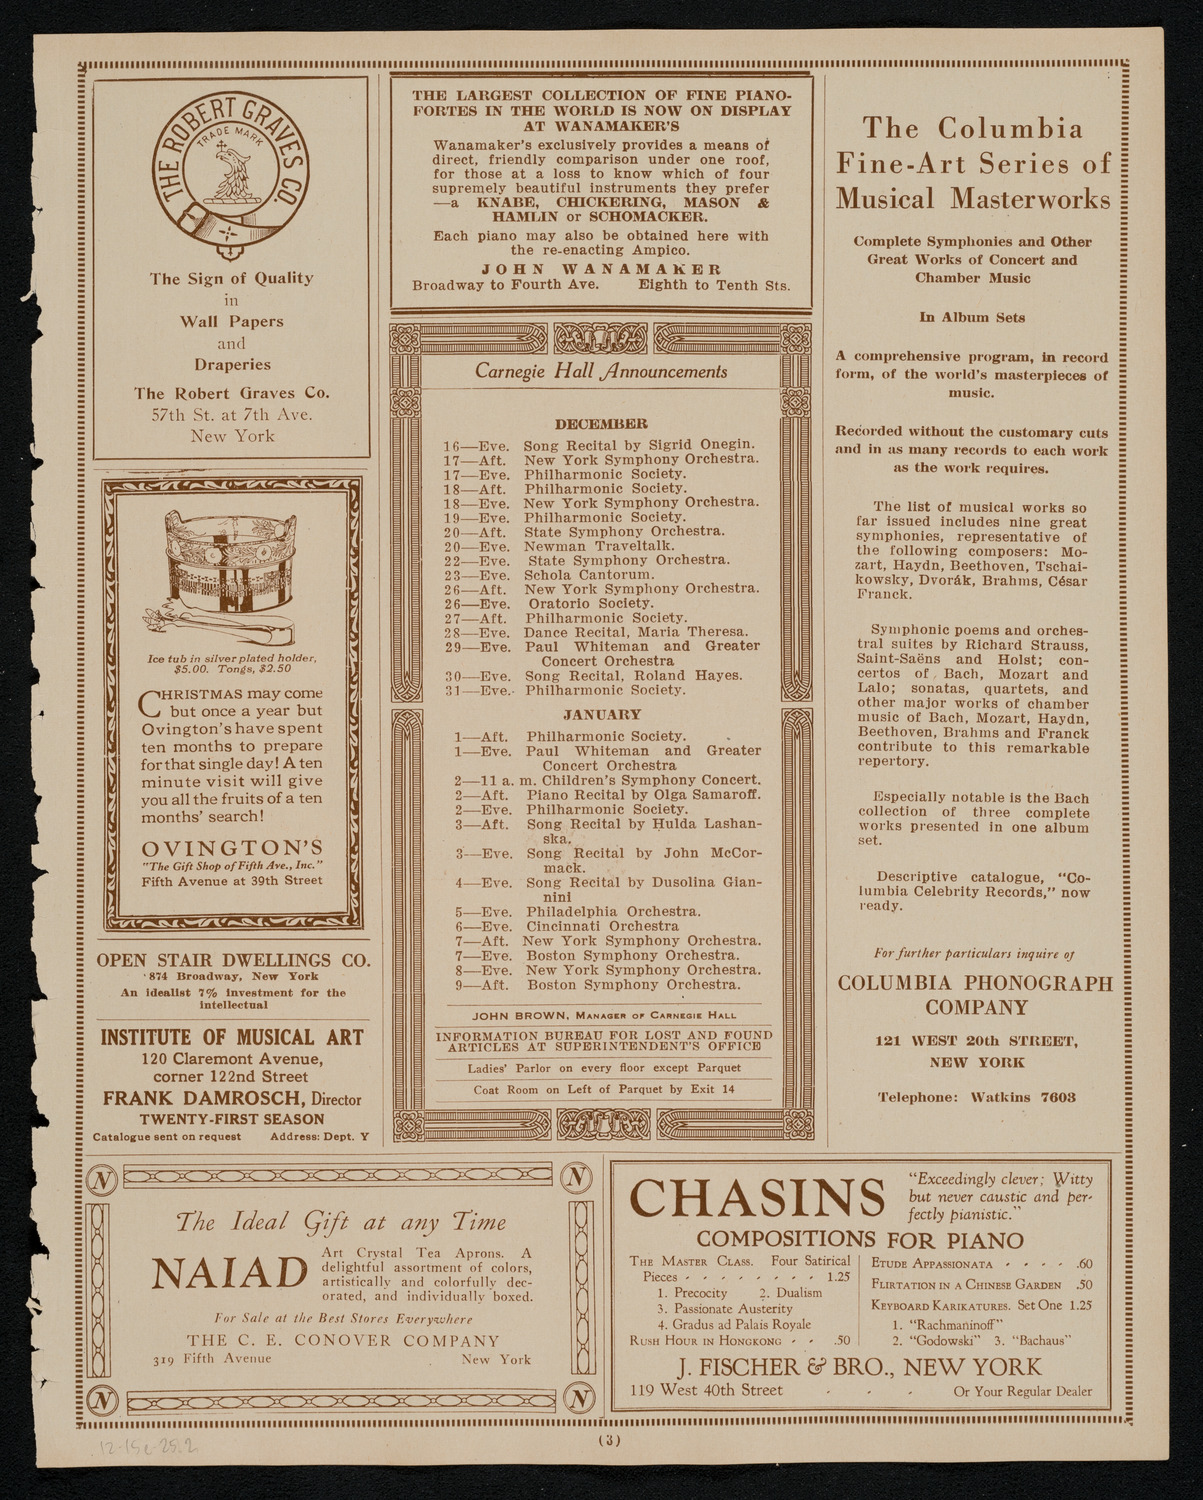 THE ROBERT GRAVES CO.
TRADE MARK
The Sign of Quality
in
Wall Papers
and
Draperies
The Robert Graves Co.
57th St. at 7th Ave.
New York
Ice tub in silver plated holder,
$5.00. Tongs, $2.50
CHRISTMAS may come
but once a year but
Ovington's have spent
ten months to prepare
for that single day! A ten
minute visit will give
you all the fruits of a ten
months' search!
OVINGTON'S
"The Gift Shop of Fifth Ave., Inc."
Fifth Avenue at 39th Street
OPEN STAIR DWELLINGS CO.
874 Broadway, New York
An idealist 7% investment for the
intellectual
INSTITUTE OF MUSICAL ART
120 Claremont Avenue,
corner 122nd Street
FRANK DAMROSCH, Director
TWENTY-FIRST SEASON
Catalogue sent on request Address: Dept. Y
THE LARGEST COLLECTION OF FINE PIANO-
FORTES IN THE WORLD IS NOW ON DISPLAY
AT WANAMAKER'S
Wanamaker's exclusively provides a means of
direct, friendly comparison under one roof,
for those at a loss to know which of four
supremely beautiful instruments they prefer
—a KNABE, CHICKERING, MASON &
HAMLIN or SCHOMACKER.
Each piano may also be obtained here with
the re-enacting Ampico.
JOHN WANAMAKER
Broadway to Fourth Ave. Eighth to Tenth Sts.
Carnegie Hall Announcements
DECEMBER
16—Eve. Song Recital by Sigrid Onegin.
17—Aft. New York Symphony Orchestra.
17—Eve. Philharmonic Society.
18—Aft. Philharmonic Society.
18—Eve. New York Symphony Orchestra.
19—Eve. Philharmonic Society.
20—Aft. State Symphony Orchestra.
20—Eve. Newman Traveltalk.
22—Eve. State Symphony Orchestra.
23—Eve. Schola Cantorum.
26—Aft. New York Symphony Orchestra.
26—Eve. Oratorio Society.
27—Aft. Philharmonic Society.
28—Eve. Dance Recital, Maria Theresa.
29—Eve. Paul Whiteman and Greater
Concert Orchestra
30—Eve. Song Recital, Roland Hayes.
31—Eve. Philharmonic Society.
JANUARY
1—Aft. Philharmonic Society.
1—Eve. Paul Whiteman and Greater
Concert Orchestra
2—11 a. m. Children's Symphony Concert.
2—Aft. Piano Recital by Olga Samaroff.
2—Eve. Philharmonic Society.
3—Aft. Song Recital by Hulda Lashan-
ska.
3—Eve. Song Recital by John McCor-
mack.
4—Eve. Song Recital by Dusolina Gian-
nini
5—Eve. Philadelphia Orchestra.
6—Eve. Cincinnati Orchestra
7—Aft. New York Symphony Orchestra.
7—Eve. Boston Symphony Orchestra.
8—Eve. New York Symphony Orchestra.
9—Aft. Boston Symphony Orchestra.
JOHN BROWN, MANAGER OF CARNEGIE HALL
INFORMATION BUREAU FOR LOST AND FOUND
ARTICLES AT SUPERINTENDENT'S OFFICE
Ladies' Parlor on every floor except Parquet
Coat Room on Left of Parquet by Exit 14
The Columbia
Fine-Art Series of
Musical Masterworks
Complete Symphonies and Other
Great Works of Concert and
Chamber Music
In Album Sets
A comprehensive program, in record
form, of the world's masterpieces of
music.
Recorded without the customary cuts
and in as many records to each work
as the work requires.
The list of musical works so
far issued includes nine great
symphonies, representative of
the following composers: Mo-
zart, Haydn, Beethoven, Tschai-
kowsky, Dvorák, Brahms, César
Franck.
Symphonic poems and orches-
tral suites by Richard Strauss,
Saint-Saëns and Holst; con-
certos of Bach, Mozart and
Lalo; sonatas, quartets, and
other major works of chamber
music of Bach, Mozart, Haydn,
Beethoven, Brahms and Franck
contribute to this remarkable
repertory.
Especially notable is the Bach
collection of three complete
works presented in one album
set.
Descriptive catalogue, "Co-
lumbia Celebrity Records," now
ready.
For further particulars inquire of
COLUMBIA PHONOGRAPH
COMPANY
121 WEST 20th STREET,
NEW YORK
Telephone: Watkins 7603
N
N
The Ideal Gift at any Time
NAIAD
Art Crystal Tea Aprons. A
delightful assortment of colors,
artistically and colorfully dec-
orated, and individually boxed.
For Sale at the Best Stores Everywhere
THE C. E. CONOVER COMPANY
319 Fifth Avenue New York
N
N
CHASINS
"Exceedingly clever; Witty
but never caustic and per-
fectly pianistic."
COMPOSITIONS FOR PIANO
THE MASTER CLASS. Four Satirical
Pieces - - - - - - - - 1.25
1. Precocity 2. Dualism
3. Passionate Austerity
4. Gradus ad Palais Royale
RUSH HOUR IN HONGKONG - - .50
ETUDE APPASSIONATA - - - - - .60
FLIRTATION IN A CHINESE GARDEN .50
KEYBOARD KARIKATURES. Set One 1.25
1. "Rachmaninoff"
2. "Godowski" 3. "Bachaus"
J. FISCHER & BRO., NEW YORK
119 West 40th Street - - - Or Your Regular Dealer
(3)
12-15e-25.2